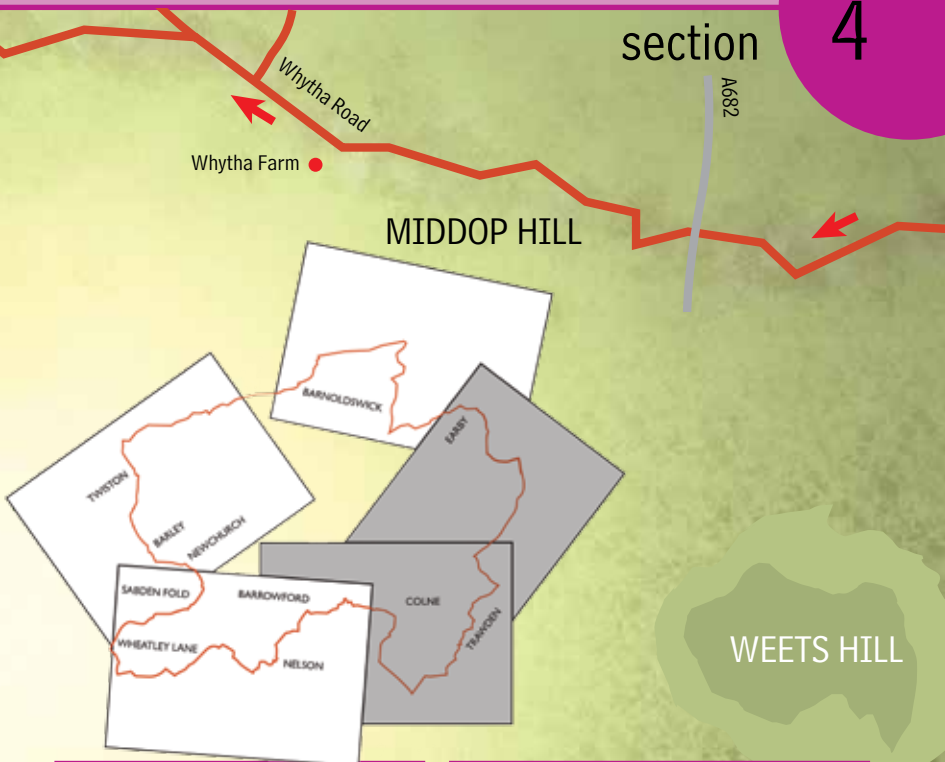 section 4
A682
Whytha Road
Whytha Farm
MIDDOP HILL
BARNOLDSWICK
EARBY
TWISTON
BARLEY
NEWCHURCH
SABDEN FOLD
BARROWFORD
COLNE
TRAWDEN
WHEATLEY LANE
NELSON
WEETS HILL